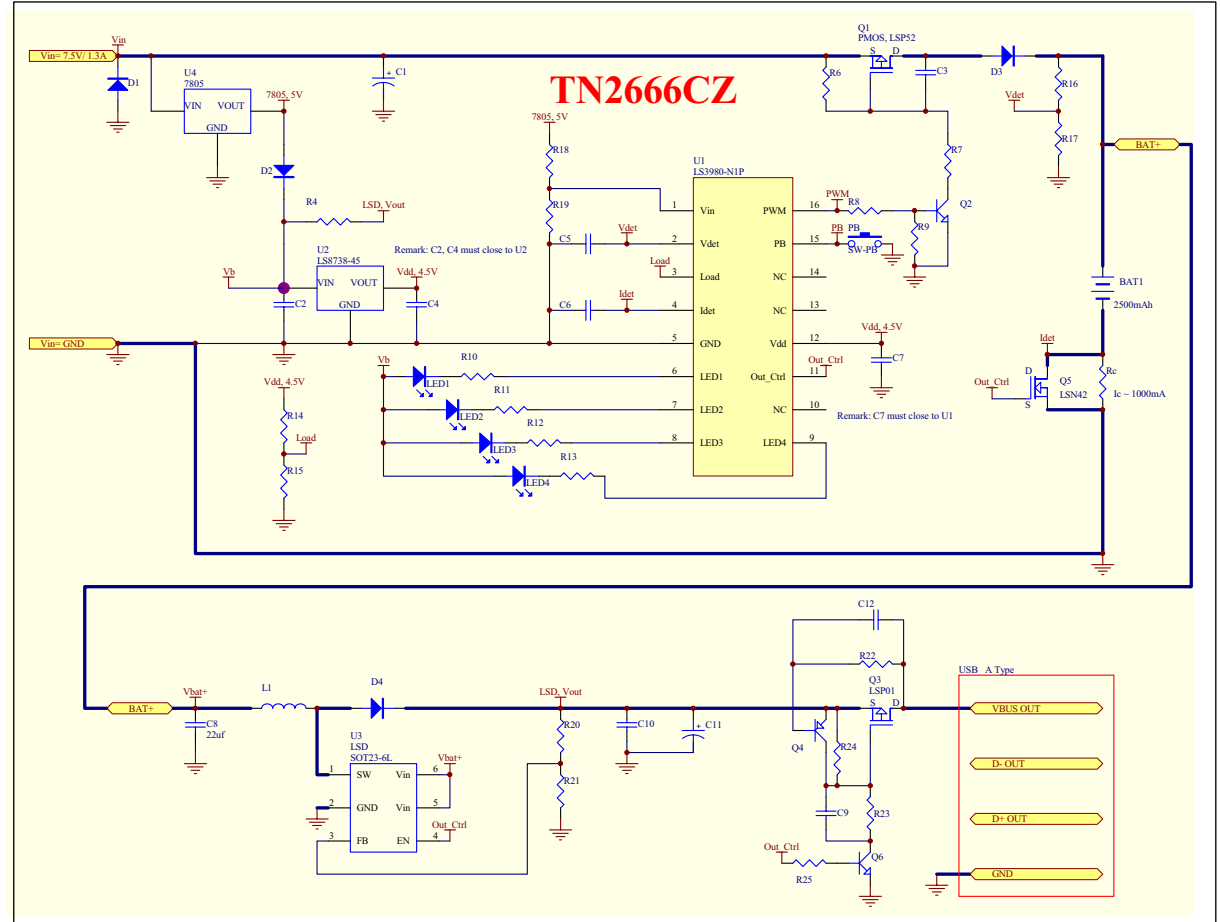 TN2666CZ
Vin
Vin= 7.5V/ 1.3A
D1
U4
7805
VIN VOUT
GND
7805, 5V
C1
D2
R4
LSD, Vout
U2
LS8738-45
Remark: C2, C4 must close to U2
Vb
VIN VOUT
GND
Vdd, 4.5V
C2
C4
Vin= GND
Vdd, 4.5V
R14
Load
R15
7805, 5V
R18
R19
C5
Vdet
Load
C6
Idet
U1
LS3980-N1P
1 Vin
2 Vdet
3 Load
4 Idet
5 GND
6 LED1
7 LED2
8 LED3
PWM 16
PB 15
NC 14
NC 13
Vdd 12
Out_Ctrl 11
NC 10
LED4 9
Vb
LED1
R10
LED2
R11
LED3
R12
LED4
R13
Q1
PMOS, LSP52
S D
R6
C3
D3
R7
PWM
R8
R9
Q2
PB
PB
SW-PB
Vdd, 4.5V
C7
Out_Ctrl
Remark: C7 must close to U1
Vdet
R16
R17
BAT+
BAT1
2500mAh
Idet
D
S
Q5
LSN42
Out_Ctrl
Rc
Ic ~ 1000mA
BAT+
Vbat+
C8
22uf
L1
D4
U3
LSD
SOT23-6L
1 SW Vin 6
2 GND Vin 5
3 FB EN 4
Vbat+
Out_Ctrl
LSD, Vout
R20
R21
C10
C11
C12
R22
Q3
LSP01
S D
Q4
R24
C9
R23
Out_Ctrl
R25
Q6
USB A Type
VBUS OUT
D- OUT
D+ OUT
GND